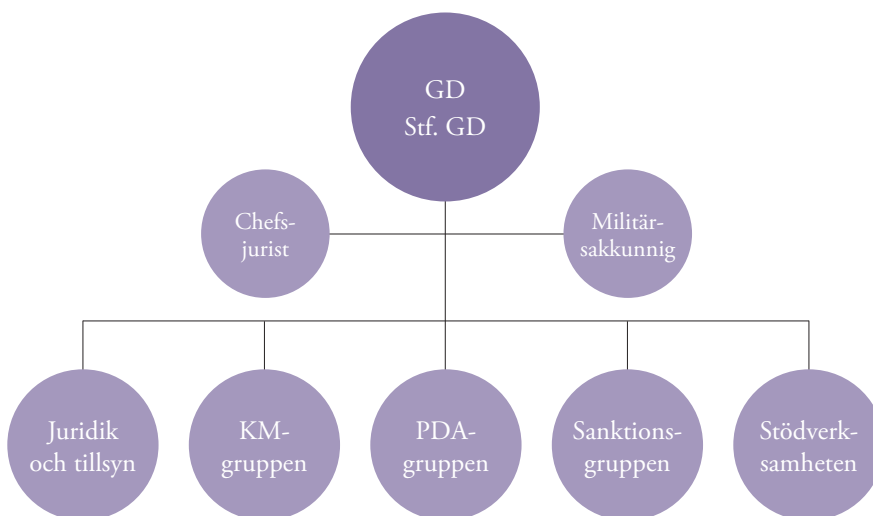 GD
Stf. GD
Chefs-
jurist
Militär-
sakkunnig
Juridik
och tillsyn
KM-
gruppen
PDA-
gruppen
Sanktions-
gruppen
Stödverk-
samheten